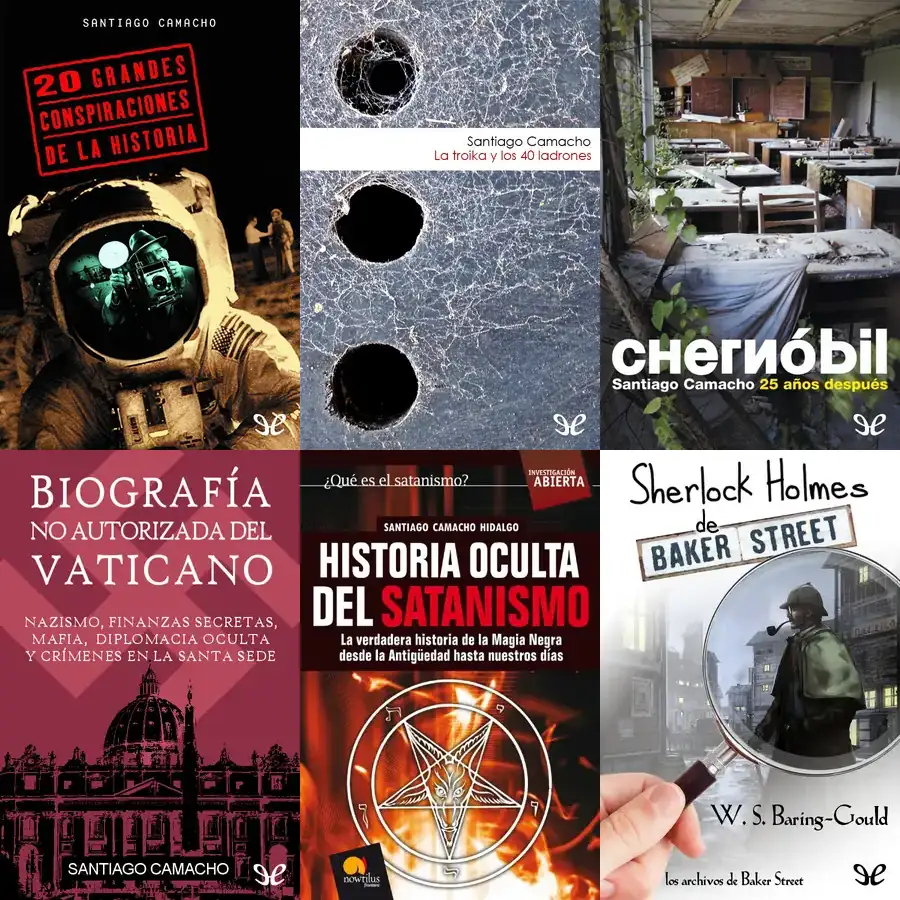 SANTIAGO CAMACHO
20 GRANDES
CONSPIRACIONES
DE LA HISTORIA
Santiago Camacho
La troika y los 40 ladrones
cHerNóbil
Santiago Camacho 25 años después
BIOGRAFÍA
NO AUTORIZADA DEL
VATICANO
NAZISMO, FINANZAS SECRETAS,
MAFIA, DIPLOMACIA OCULTA
Y CRÍMENES EN LA SANTA SEDE
SANTIAGO CAMACHO
¿Qué es el satanismo?
INVESTIGACIÓN
ABIERTA
SANTIAGO CAMACHO HIDALGO
HISTORIA OCULTA
DEL SATANISMO
La verdadera historia de la Magia Negra
desde la Antigüedad hasta nuestros días
nowtilus
frontera
Sherlock Holmes
de
BAKER STREET
W. S. Baring-Gould
los archivos de Baker Street